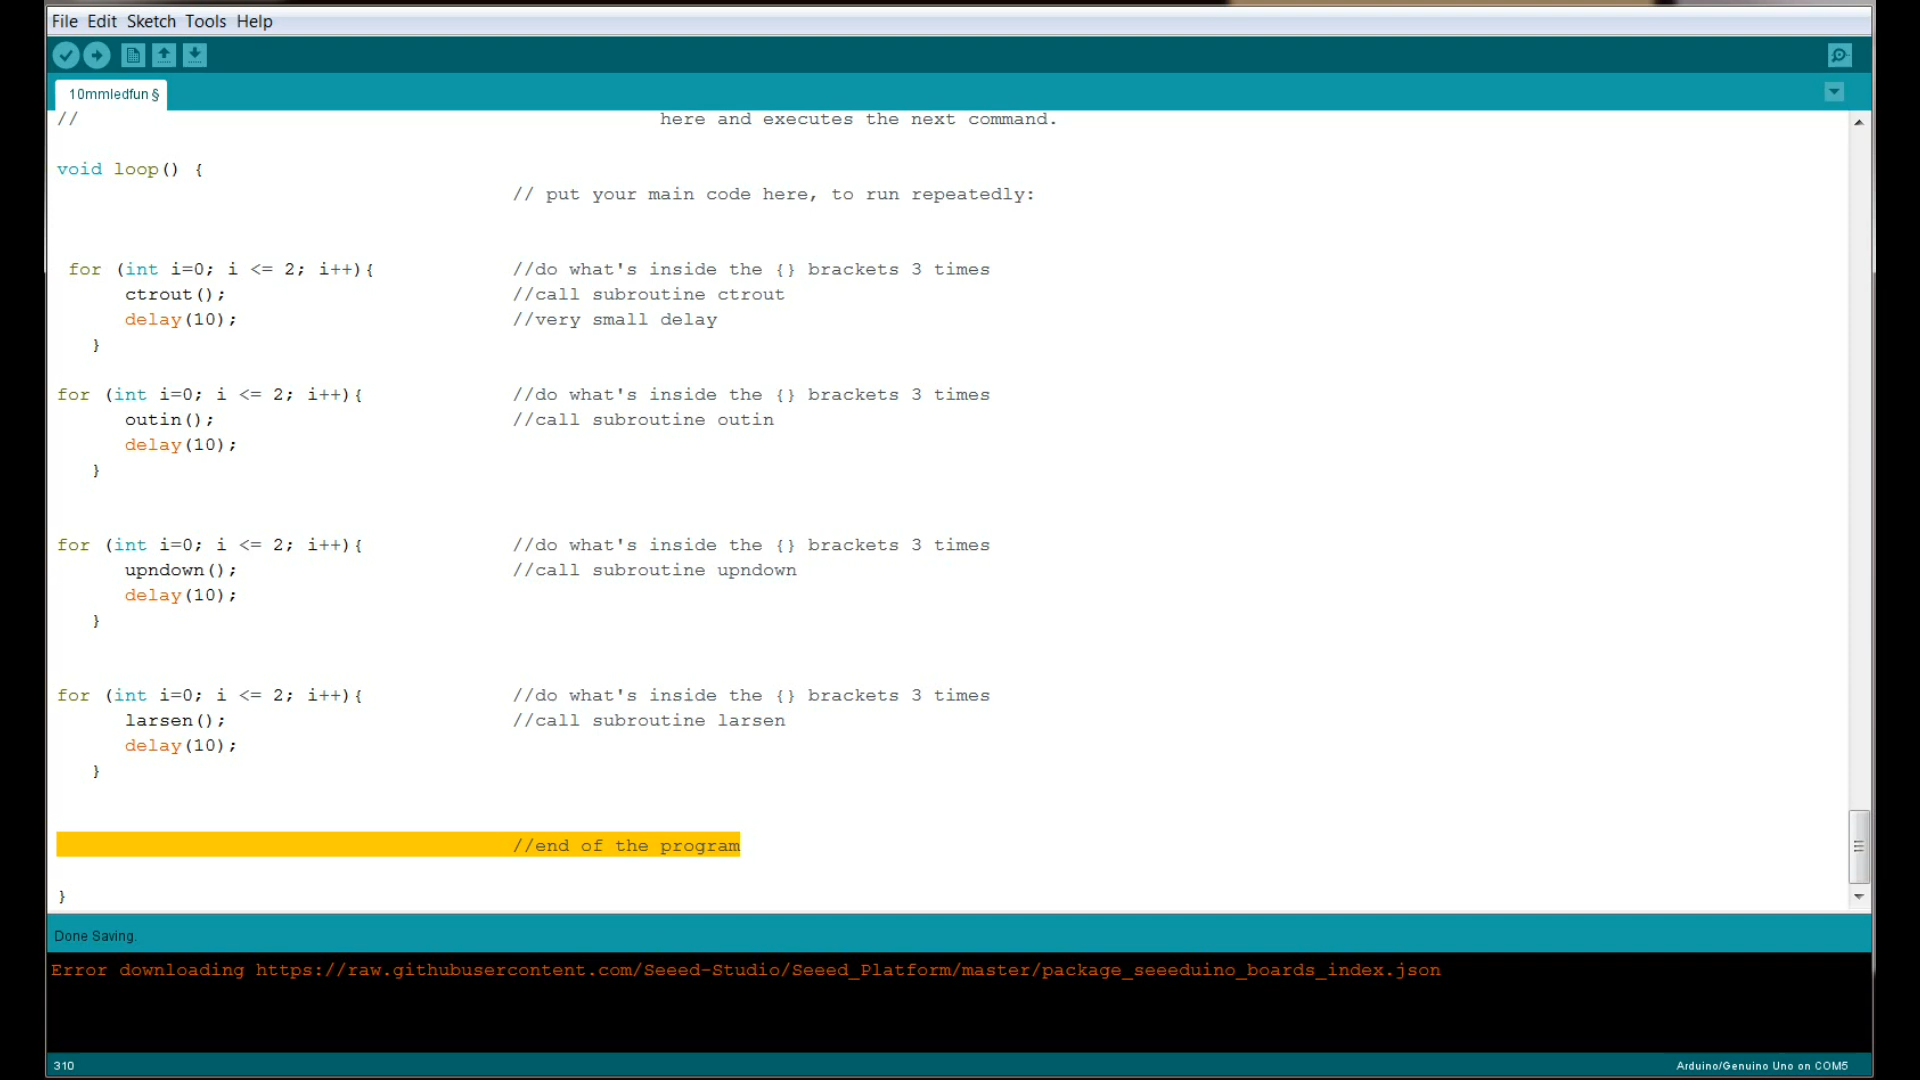 File Edit Sketch Tools Help
10mmledfun §
// here and executes the next command.
void loop() {
// put your main code here, to run repeatedly:
for (int i=0; i <= 2; i++){ //do what's inside the {} brackets 3 times
ctrout(); //call subroutine ctrout
delay(10); //very small delay
}
for (int i=0; i <= 2; i++){ //do what's inside the {} brackets 3 times
outin(); //call subroutine outin
delay(10);
}
for (int i=0; i <= 2; i++){ //do what's inside the {} brackets 3 times
upndown(); //call subroutine upndown
delay(10);
}
for (int i=0; i <= 2; i++){ //do what's inside the {} brackets 3 times
larsen(); //call subroutine larsen
delay(10);
}
//end of the program
}
Done Saving.
Error downloading https://raw.githubusercontent.com/Seeed-Studio/Seeed_Platform/master/package_seeeduino_boards_index.json
310 Arduino/Genuino Uno on COM5